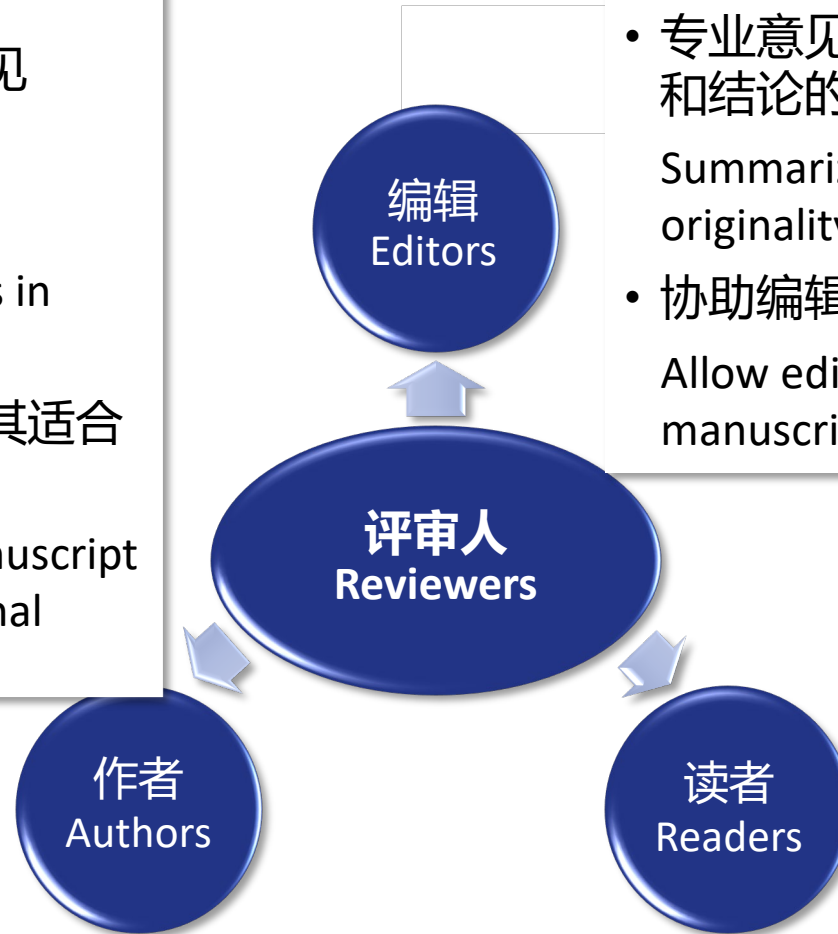 见
s in
其适合
nuscript
nal
编辑
Editors
• 专业意见
和结论的
Summari
originality
• 协助编辑
Allow edi
manuscri
评审人
Reviewers
作者
Authors
读者
Readers